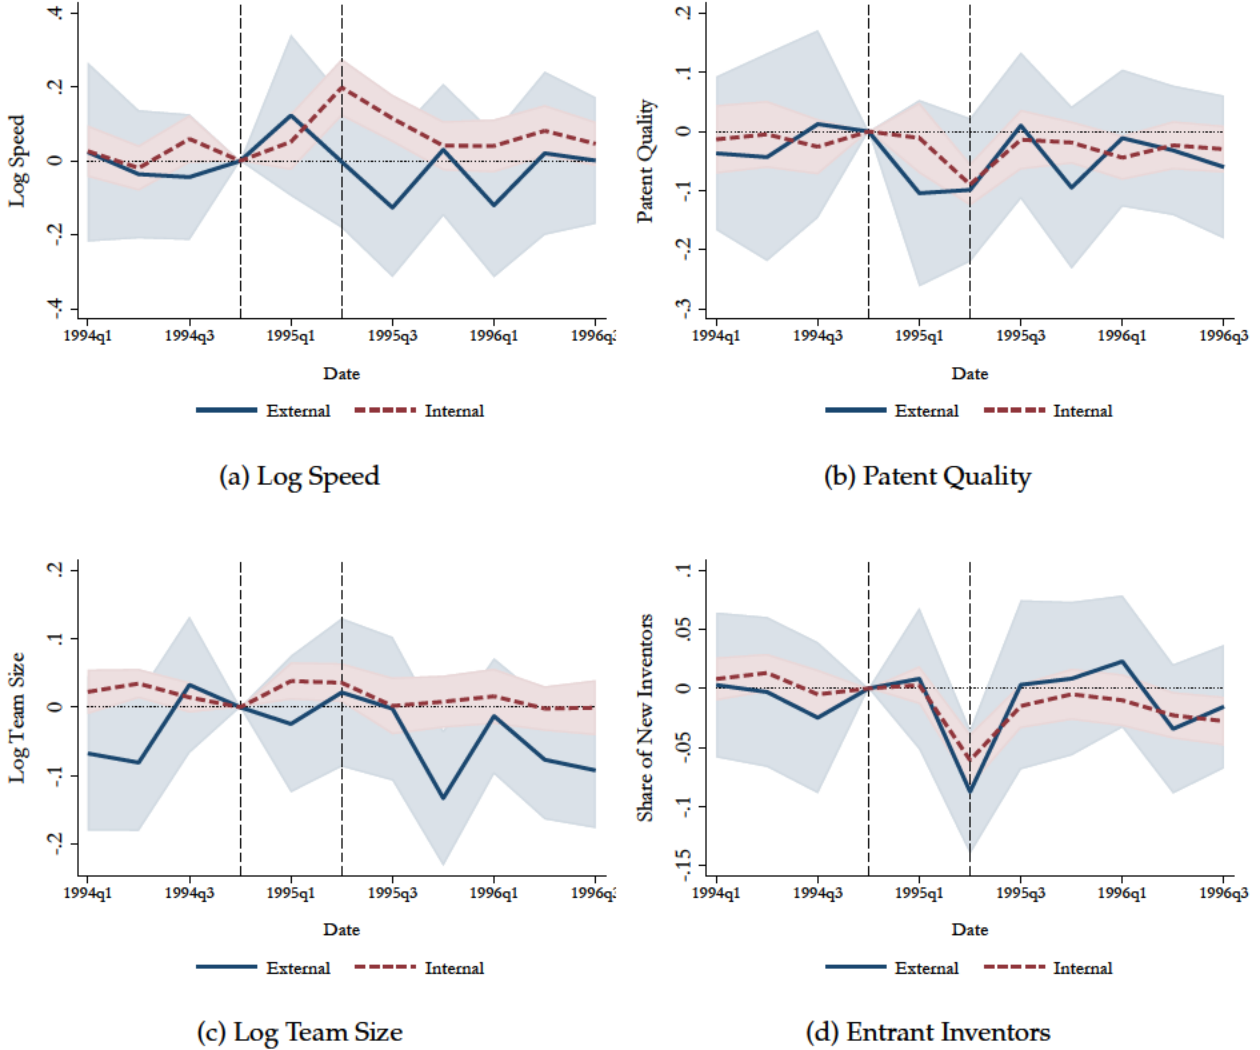 Log Speed
.4
.2
0
-.2
-.4
1994q1 1994q3 1995q1 1995q3 1996q1 1996q3
Date
External Internal
(a) Log Speed
Patent Quality
.2
.1
0
-.1
-.2
-.3
1994q1 1994q3 1995q1 1995q3 1996q1 1996q3
Date
External Internal
(b) Patent Quality
Log Team Size
.2
.1
0
-.1
-.2
1994q1 1994q3 1995q1 1995q3 1996q1 1996q3
Date
External Internal
(c) Log Team Size
Share of New Inventors
.1
.05
0
-.05
-.1
-.15
1994q1 1994q3 1995q1 1995q3 1996q1 1996q3
Date
External Internal
(d) Entrant Inventors